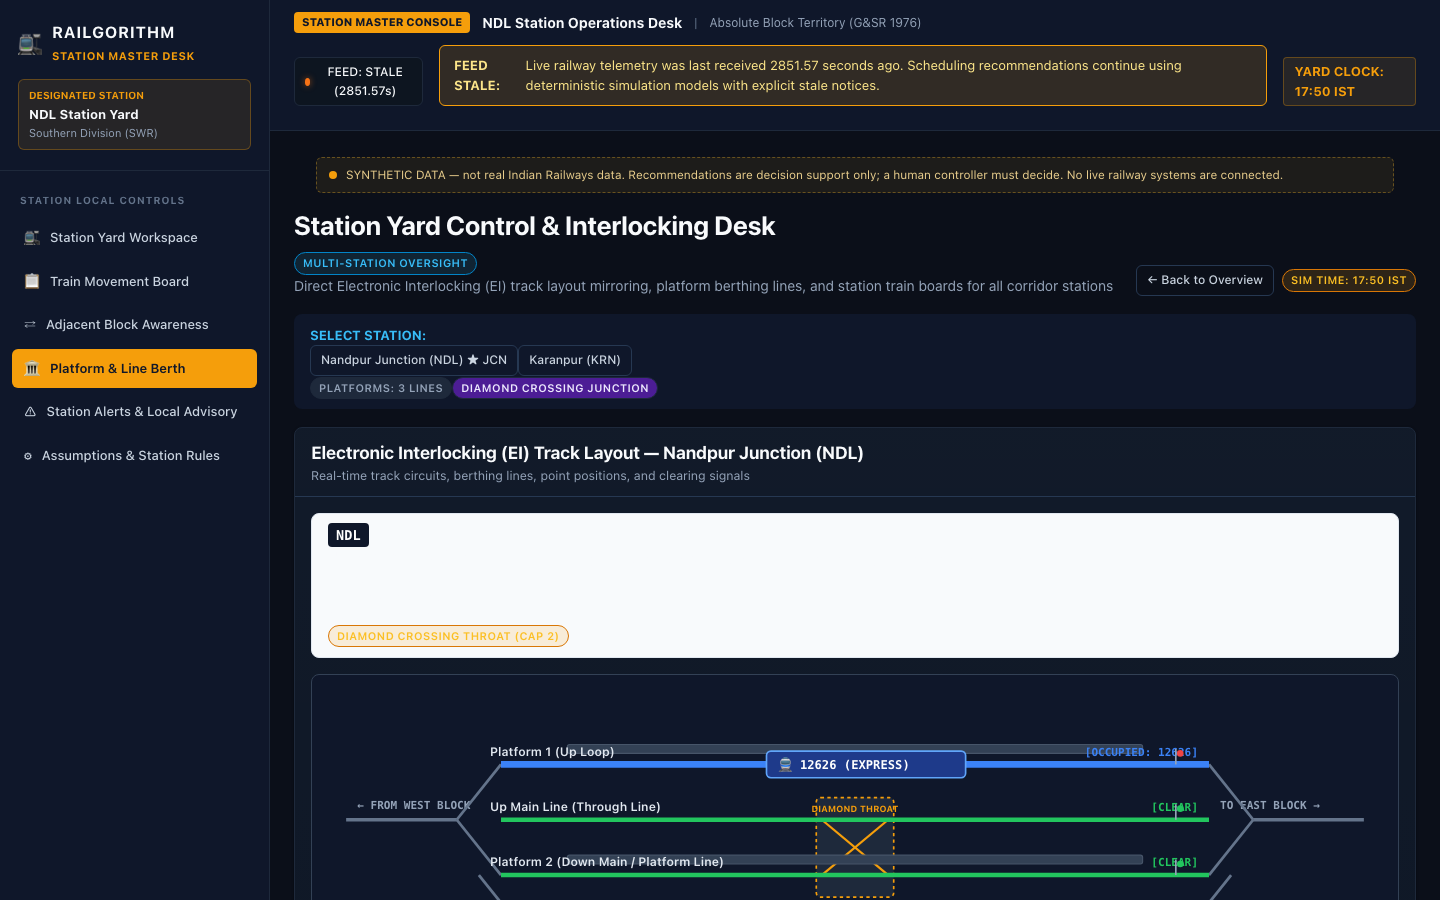 RAILGORITHM
STATION MASTER DESK
DESIGNATED STATION
NDL Station Yard
Southern Division (SWR)
STATION LOCAL CONTROLS
Station Yard Workspace
Train Movement Board
Adjacent Block Awareness
Platform & Line Berth
Station Alerts & Local Advisory
Assumptions & Station Rules
STATION MASTER CONSOLE NDL Station Operations Desk | Absolute Block Territory (G&SR 1976)
FEED: STALE
(2851.57s)
FEED
STALE:
Live railway telemetry was last received 2851.57 seconds ago. Scheduling recommendations continue using
deterministic simulation models with explicit stale notices.
YARD CLOCK:
17:50 IST
SYNTHETIC DATA — not real Indian Railways data. Recommendations are decision support only; a human controller must decide. No live railway systems are connected.
Station Yard Control & Interlocking Desk
MULTI-STATION OVERSIGHT
Direct Electronic Interlocking (EI) track layout mirroring, platform berthing lines, and station train boards for all corridor stations
← Back to Overview
SIM TIME: 17:50 IST
SELECT STATION:
Nandpur Junction (NDL) ★ JCN
Karanpur (KRN)
PLATFORMS: 3 LINES
DIAMOND CROSSING JUNCTION
Electronic Interlocking (EI) Track Layout — Nandpur Junction (NDL)
Real-time track circuits, berthing lines, point positions, and clearing signals
NDL
DIAMOND CROSSING THROAT (CAP 2)
Platform 1 (Up Loop)
[OCCUPIED: 12626]
12626 (EXPRESS)
← FROM WEST BLOCK
Up Main Line (Through Line)
DIAMOND THROAT
[CLEAR]
TO EAST BLOCK →
Platform 2 (Down Main / Platform Line)
[CLEAR]